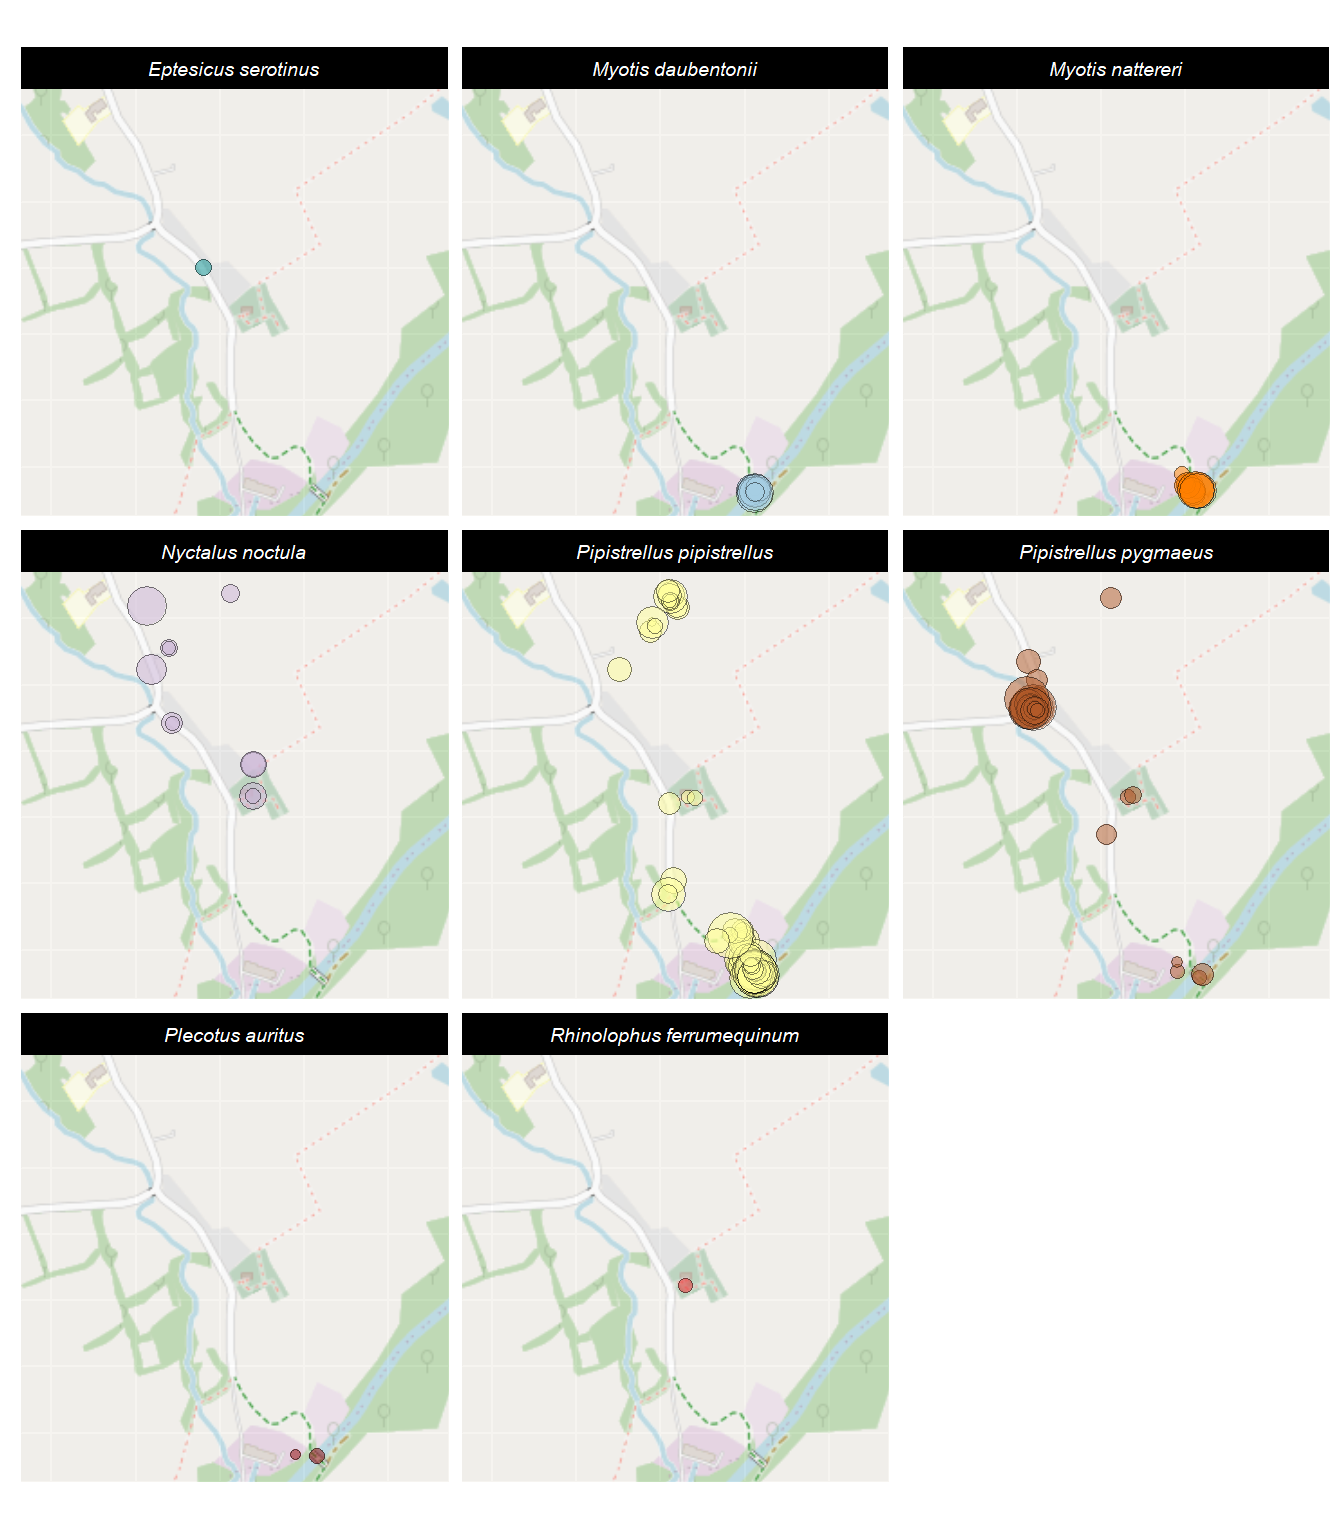 Eptesicus serotinus
Myotis daubentonii
Myotis nattereri
Nyctalus noctula
Pipistrellus pipistrellus
Pipistrellus pygmaeus
Plecotus auritus
Rhinolophus ferrumequinum